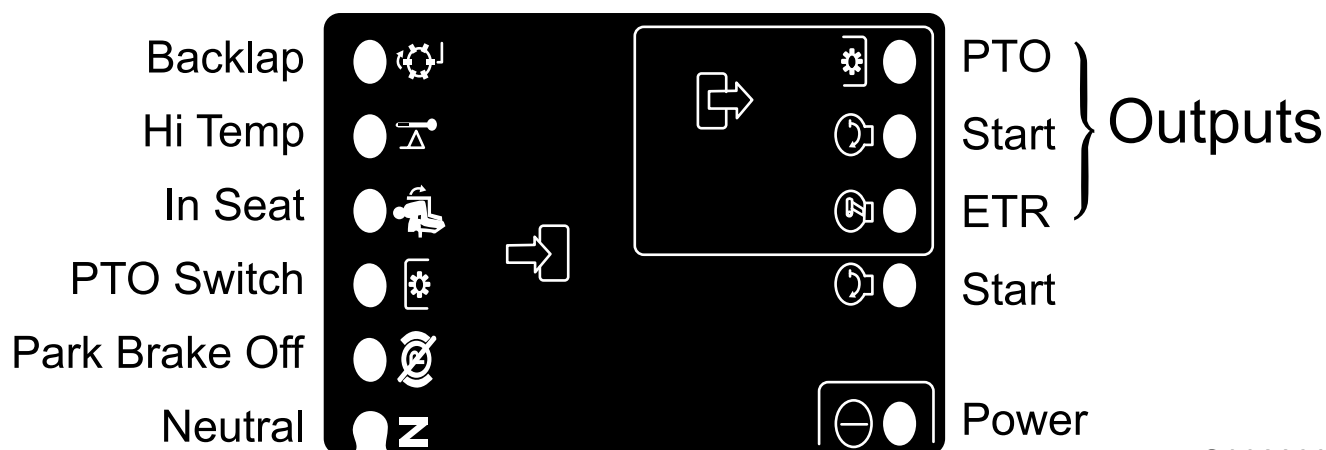 Backlap
Hi Temp
In Seat
PTO Switch
Park Brake Off
Neutral
N
PTO
Start
ETR
Outputs
Start
Power